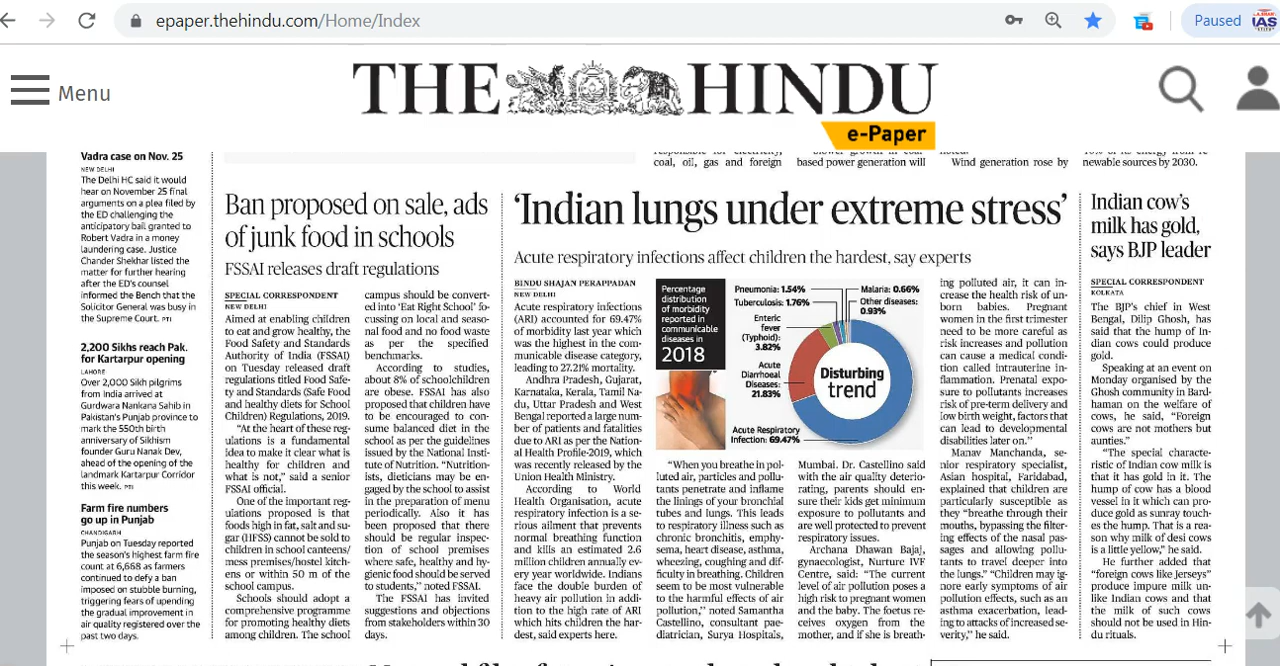 epaper.thehindu.com/Home/Index
Paused
IAS
Menu
THE HINDU
e-Paper
Vadra case on Nov. 25
NEW DELHI
The Delhi HC said it would
hear on November 25 final
arguments on a plea filed by
the ED challenging the
anticipatory bail granted to
Robert Vadra in a money
laundering case. Justice
Chander Shekhar listed the
matter for further hearing
after the ED's counsel
informed the Bench that the
Solicitor General was busy in
the Supreme Court. PTI
2,200 Sikhs reach Pak.
for Kartarpur opening
LAHORE
Over 2,000 Sikh pilgrims
from India arrived at
Gurdwara Nankana Sahib in
Pakistan's Punjab province to
mark the 550th birth
anniversary of Sikhism
founder Guru Nanak Dev,
ahead of the opening of the
landmark Kartarpur Corridor
this week. PTI
Farm fire numbers
go up in Punjab
CHANDIGARH
Punjab on Tuesday reported
the season's highest farm fire
count at 6,668 as farmers
continued to defy a ban
imposed on stubble burning,
triggering fears of upending
the gradual improvement in
air quality registered over the
past two days.
coal, oil, gas and foreign
based power generation will
Wind generation rose by
newable sources by 2030.
Ban proposed on sale, ads
of junk food in schools
FSSAI releases draft regulations
SPECIAL CORRESPONDENT
NEW DELHI
Aimed at enabling children
to eat and grow healthy, the
Food Safety and Standards
Authority of India (FSSAI)
on Tuesday released draft
regulations titled Food Safe-
ty and Standards (Safe Food
and healthy diets for School
Children) Regulations, 2019.
"At the heart of these reg-
ulations is a fundamental
idea to make it clear what is
healthy for children and
what is not," said a senior
FSSAI official.
One of the important reg-
ulations proposed is that
foods high in fat, salt and su-
gar (HFSS) cannot be sold to
children in school canteens/
mess premises/hostel kitch-
ens or within 50 m of the
school campus.
Schools should adopt a
comprehensive programme
for promoting healthy diets
among children. The school
campus should be convert-
ed into 'Eat Right School' fo-
cussing on local and seaso-
nal food and no food waste
as per the specified
benchmarks.
According to studies,
about 8% of schoolchildren
are obese. FSSAI has also
proposed that children have
to be encouraged to con-
sume balanced diet in the
school as per the guidelines
issued by the National Insti-
tute of Nutrition. "Nutrition-
ists, dieticians may be en-
gaged by the school to assist
in the preparation of menu
periodically. Also it has
been proposed that there
should be regular inspec-
tion of school premises
where safe, healthy and hy-
gienic food should be served
to students," noted FSSAI.
The FSSAI has invited
suggestions and objections
from stakeholders within 30
days.
'Indian lungs under extreme stress'
Acute respiratory infections affect children the hardest, say experts
BINDU SHAJAN PERAPPADAN
NEW DELHI
Acute respiratory infections
(ARI) accounted for 69.47%
of morbidity last year which
was the highest in the com-
municable disease category,
leading to 27.21% mortality.
Andhra Pradesh, Gujarat,
Karnataka, Kerala, Tamil Na-
du, Uttar Pradesh and West
Bengal reported a large num-
ber of patients and fatalities
due to ARI as per the Nation-
al Health Profile-2019, which
was recently released by the
Union Health Ministry.
According to World
Health Organisation, acute
respiratory infection is a se-
rious ailment that prevents
normal breathing function
and kills an estimated 2.6
million children annually ev-
ery year worldwide. Indians
face the double burden of
heavy air pollution in addi-
tion to the high rate of ARI
which hits children the har-
dest, said experts here.
Percentage
distribution
of morbidity
reported in
communicable
diseases in
2018
Pneumonia: 1.54%
Tuberculosis: 1.76%
Enteric
fever
(Typhoid):
3.82%
Acute
Diarrhoeal
Diseases:
21.83%
Acute Respiratory
Infection: 69.47%
Malaria: 0.66%
Other diseases:
0.93%
Disturbing
trend
"When you breathe in pol-
luted air, particles and pollu-
tants penetrate and inflame
the linings of your bronchial
tubes and lungs. This leads
to respiratory illness such as
chronic bronchitis, emphy-
sema, heart disease, asthma,
wheezing, coughing and dif-
ficulty in breathing. Children
seem to be most vulnerable
to the harmful effects of air
pollution," noted Samantha
Castellino, consultant pae-
diatrician, Surya Hospitals,
Mumbai. Dr. Castellino said
with the air quality deterio-
rating, parents should en-
sure their kids get minimum
exposure to pollutants and
are well protected to prevent
respiratory issues.
Archana Dhawan Bajaj,
gynaecologist, Nurture IVF
Centre, said: "The current
level of air pollution poses a
high risk to pregnant women
and the baby. The foetus re-
ceives oxygen from the
mother, and if she is breath-
ing polluted air, it can in-
crease the health risk of un-
born babies. Pregnant
women in the first trimester
need to be more careful as
risk increases and pollution
can cause a medical condi-
tion called intrauterine in-
flammation. Prenatal expo-
sure to pollutants increases
risk of pre-term delivery and
low birth weight, factors that
can lead to developmental
disabilities later on."
Manav Manchanda, se-
nior respiratory specialist,
Asian hospital, Faridabad,
explained that children are
particularly susceptible as
they "breathe through their
mouths, bypassing the filter-
ing effects of the nasal pas-
sages and allowing pollu-
tants to travel deeper into
the lungs." "Children may ig-
nore early symptoms of air
pollution effects, such as an
asthma exacerbation, lead-
ing to attacks of increased se-
verity," he said.
Indian cow's
milk has gold,
says BJP leader
SPECIAL CORRESPONDENT
KOLKATA
The BJP's chief in West
Bengal, Dilip Ghosh, has
said that the hump of In-
dian cows could produce
gold.
Speaking at an event on
Monday organised by the
Ghosh community in Bard-
haman on the welfare of
cows, he said, "Foreign
cows are not mothers but
aunties."
"The special characte-
ristic of Indian cow milk is
that it has gold in it. The
hump of cow has a blood
vessel in it which can pro-
duce gold as sunray touch-
es the hump. That is a rea-
son why milk of desi cows
is a little yellow," he said.
He further added that
"foreign cows like Jerseys"
"produce impure milk un-
like Indian cows and that
the milk of such cows
should not be used in Hin-
du rituals.